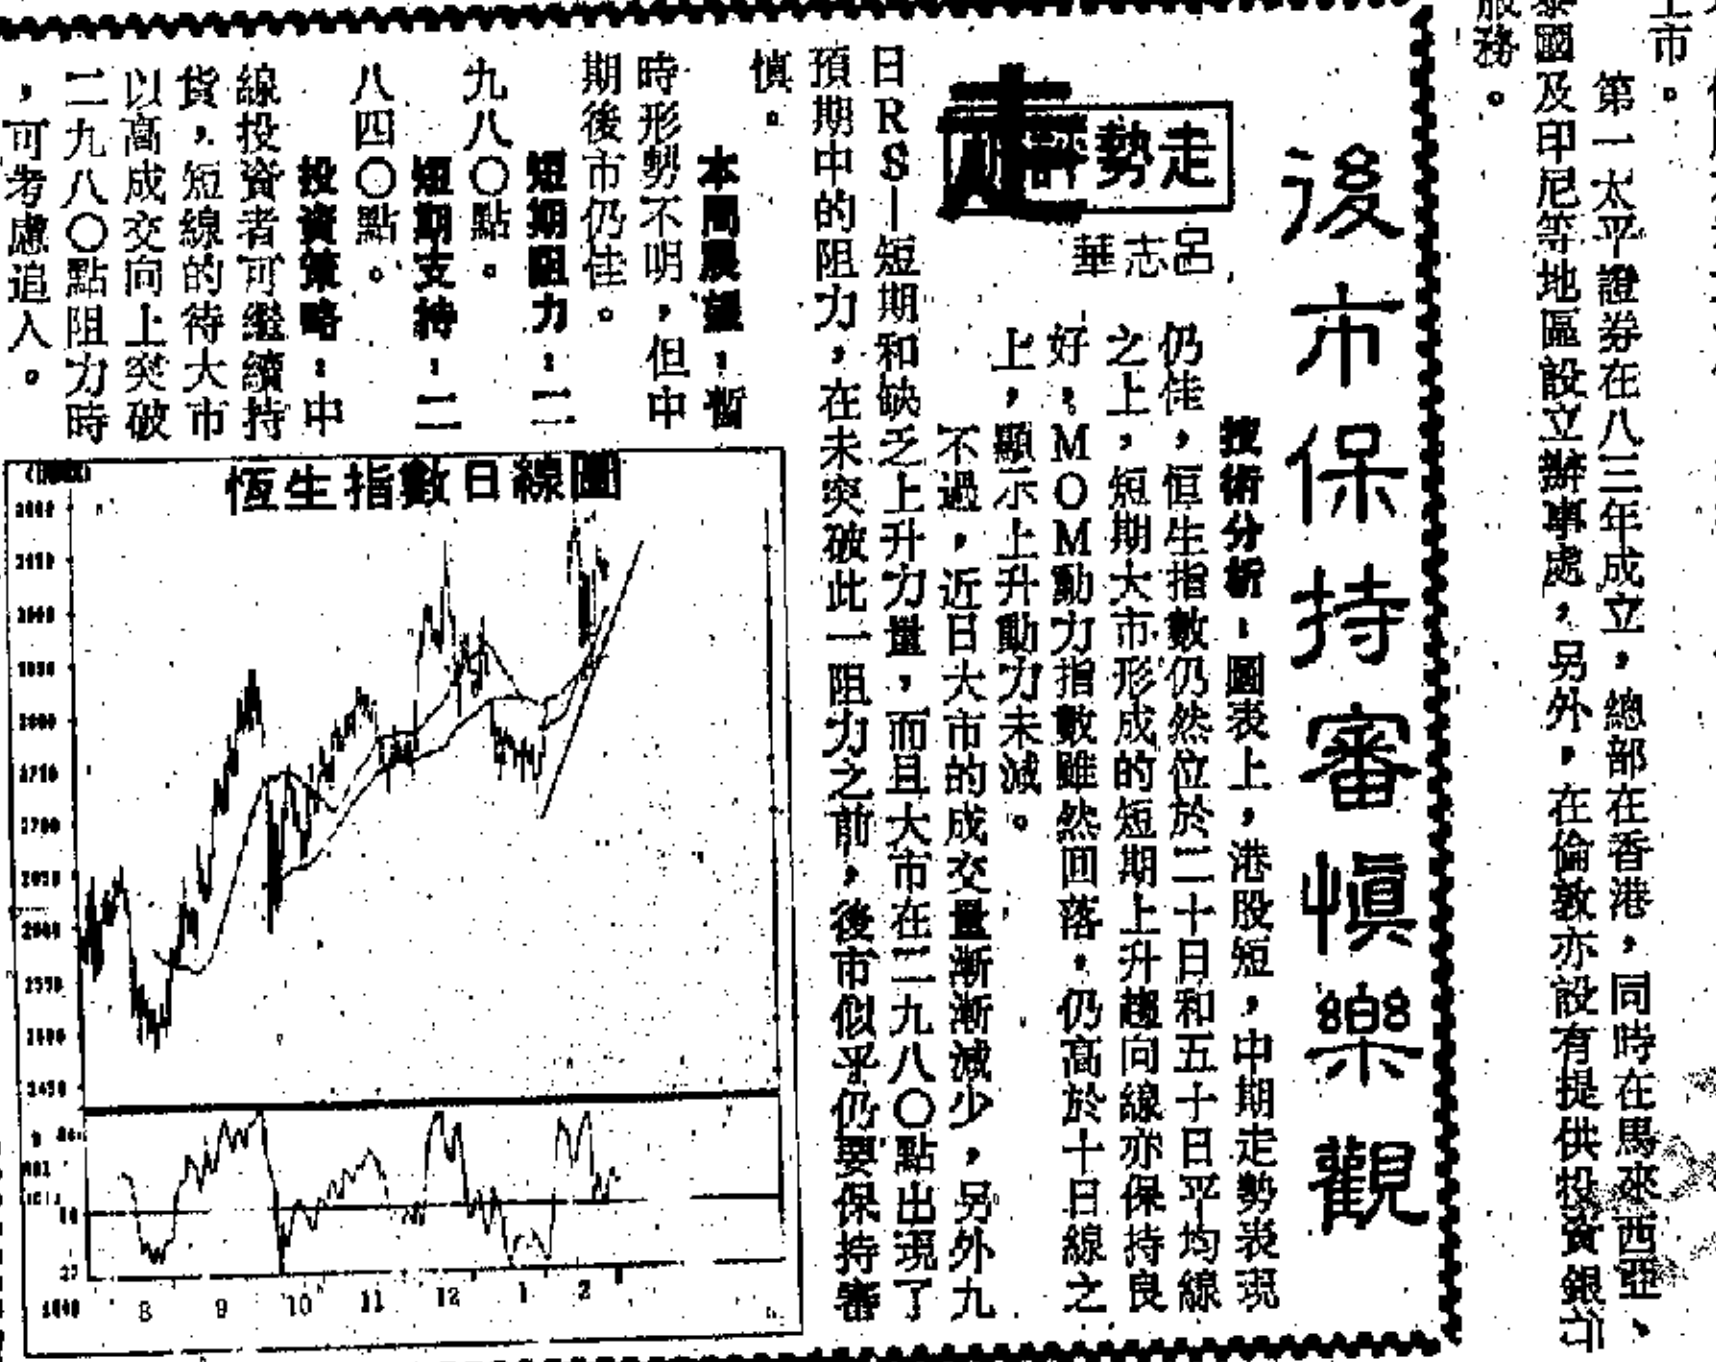 服務。
泰國及印尼等地區設立辦事處，另外，在倫敦亦設有提供投資銀行
第一太平證券在八三年成立，總部在香港，同時在馬來西亞、
上市。
後市保持審慎樂觀
走勢評
呂志華
技術分析：圖表上，港股短，中期走勢表現
仍佳，恒生指數仍然位於二十日和五十日平均線
之上，短期大市形成的短期上升趨向線亦保持良
好，MOM動力指數雖然回落，仍高於十日線之
上，顯示上升動力未減。
不過，近日大市的成交量漸漸減少，另外九
日RSI短期和缺乏上升力量，而且大市在二九八〇點出現了
預期中的阻力，在未突破此一阻力之前，後市似乎仍要保持審
慎。
本周展望：暫
時形勢不明，但中
期後市仍佳。
短期阻力：二
九八〇點。
短期支持：二
八四〇點。
投資策略：中
線投資者可繼續持
貨，短線的待大市
以高成交向上突破
二九八〇點阻力時
，可考慮追入。
恆生指數日線圖
8 9 10 11 12 1 2